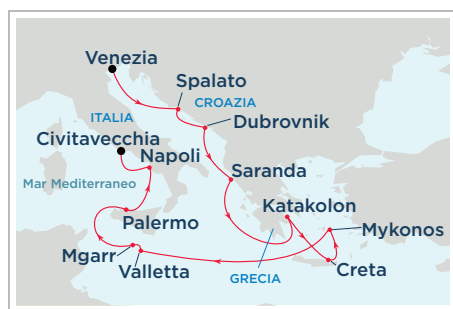 Venezia
Spalato
CROAZIA
ITALIA
Dubrovnik
Civitavecchia
Napoli
Saranda
Mar Mediterraneo
Katakolon
Palermo
Mykonos
Mgarr
Valletta
GRECIA
Creta